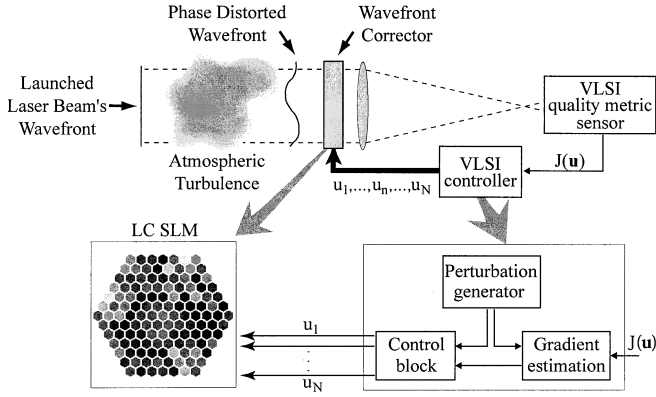 Phase Distorted
Wavefront
Wavefront
Corrector
Launched
Laser Beam's
Wavefront
VLSI
quality metric
sensor
Atmospheric
Turbulence
u1,...,un,...,uN
VLSI
controller
J(u)
LC SLM
Perturbation
generator
u1
Control
block
Gradient
estimation
J(u)
uN